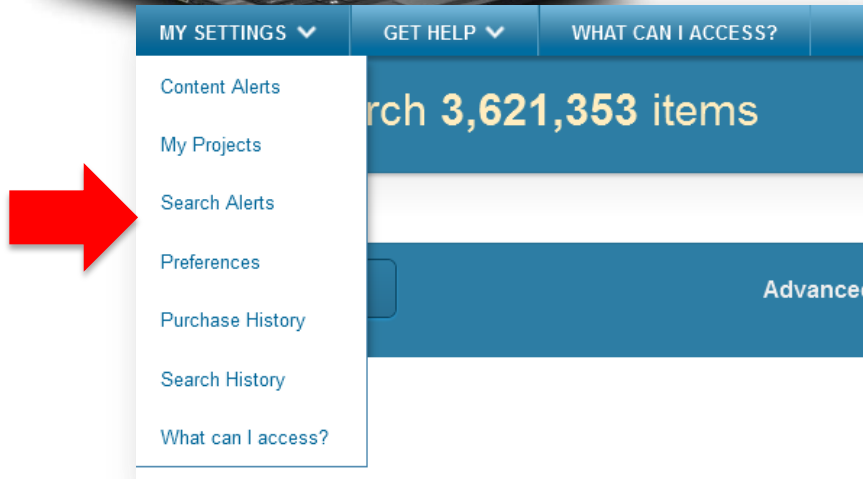 MY SETTINGS GET HELP WHAT CAN I ACCESS?
Content Alerts
rch 3,621,353 items
My Projects
Search Alerts
Preferences
Advanced
Purchase History
Search History
What can I access?